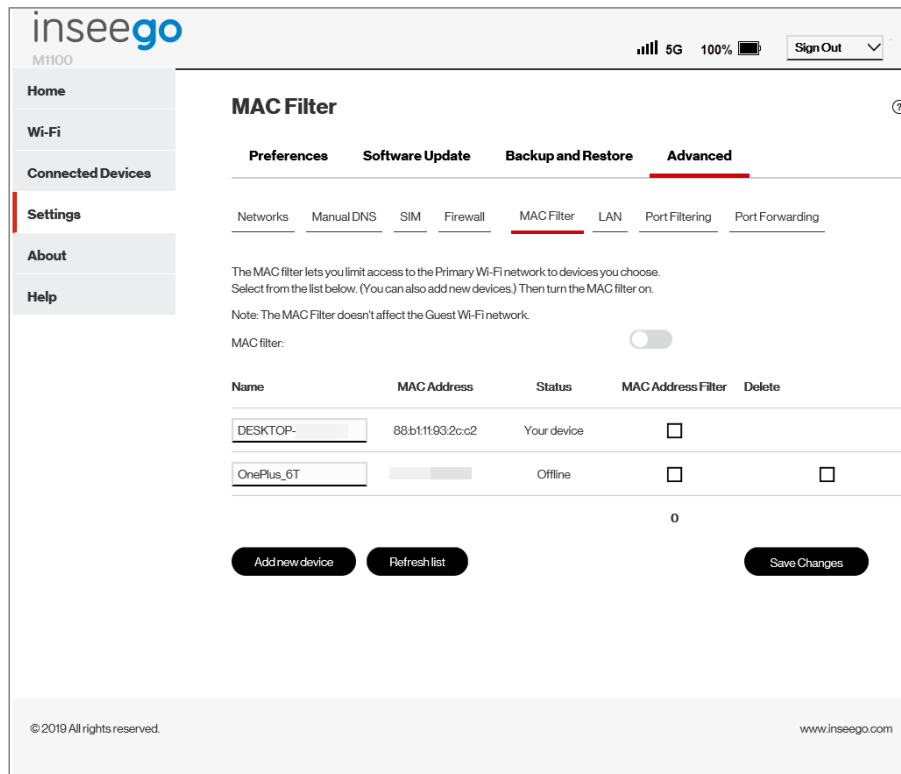 inseego
M1100
5G 100% Sign Out
Home
Wi-Fi
Connected Devices
Settings
About
Help
MAC Filter
?
Preferences Software Update Backup and Restore Advanced
Networks Manual DNS SIM Firewall MAC Filter LAN Port Filtering Port Forwarding
The MAC filter lets you limit access to the Primary Wi-Fi network to devices you choose.
Select from the list below. (You can also add new devices.) Then turn the MAC filter on.
Note: The MAC Filter doesn't affect the Guest Wi-Fi network.
MAC filter:
Name MAC Address Status MAC Address Filter Delete
DESKTOP- 88:b1:11:93:2c:c2 Your device
OnePlus_6T Offline
0
Add new device Refresh list Save Changes
© 2019 All rights reserved. www.inseego.com